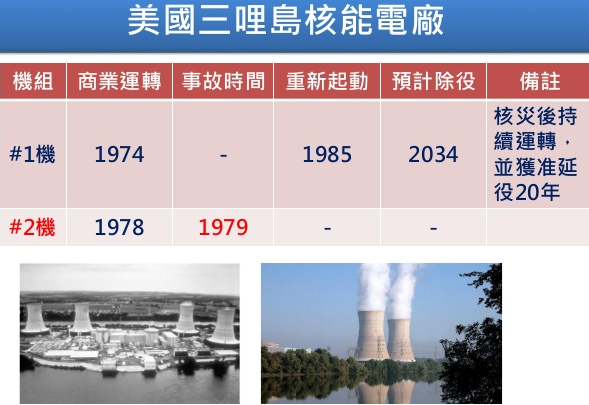 美國三哩島核能電廠
機組 商業運轉 事故時間 重新起動 預計除役 備註
#1機 1974 - 1985 2034 核災後持
續運轉，
並獲准延
役20年
#2機 1978 1979 - -